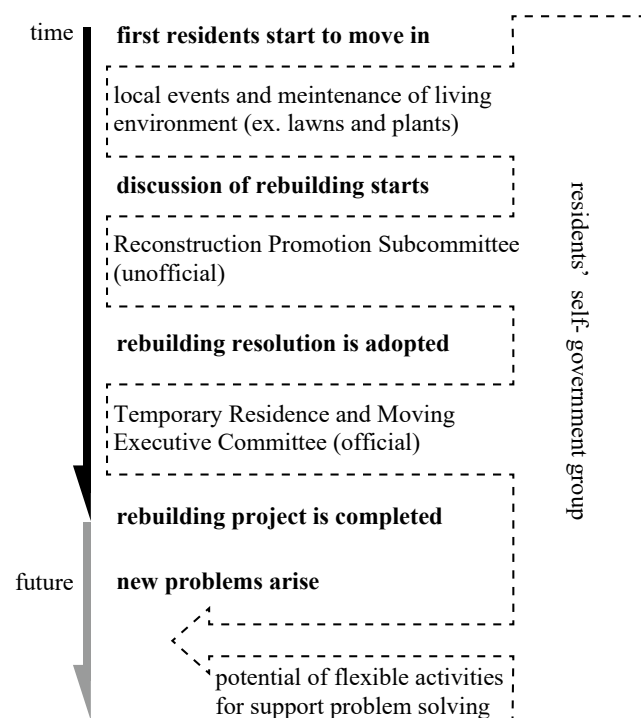 time
first residents start to move in
local events and meintenance of living
environment (ex. lawns and plants)
discussion of rebuilding starts
Reconstruction Promotion Subcommittee
(unofficial)
rebuilding resolution is adopted
Temporary Residence and Moving
Executive Committee (official)
rebuilding project is completed
future
new problems arise
potential of flexible activities
for support problem solving
residents’ self- government group